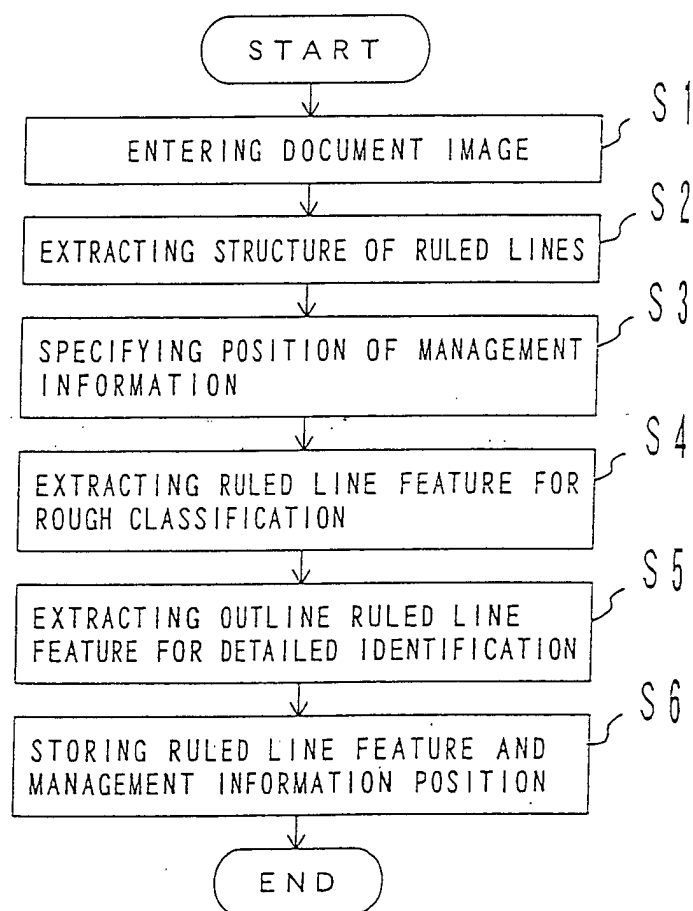 START
S1
ENTERING DOCUMENT IMAGE
S2
EXTRACTING STRUCTURE OF RULED LINES
S3
SPECIFYING POSITION OF MANAGEMENT
INFORMATION
S4
EXTRACTING RULED LINE FEATURE FOR
ROUGH CLASSIFICATION
S5
EXTRACTING OUTLINE RULED LINE
FEATURE FOR DETAILED IDENTIFICATION
S6
STORING RULED LINE FEATURE AND
MANAGEMENT INFORMATION POSITION
END